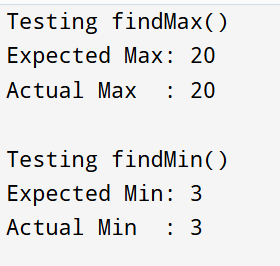 Testing findMax()
Expected Max: 20
Actual Max  : 20

Testing findMin()
Expected Min: 3
Actual Min  : 3